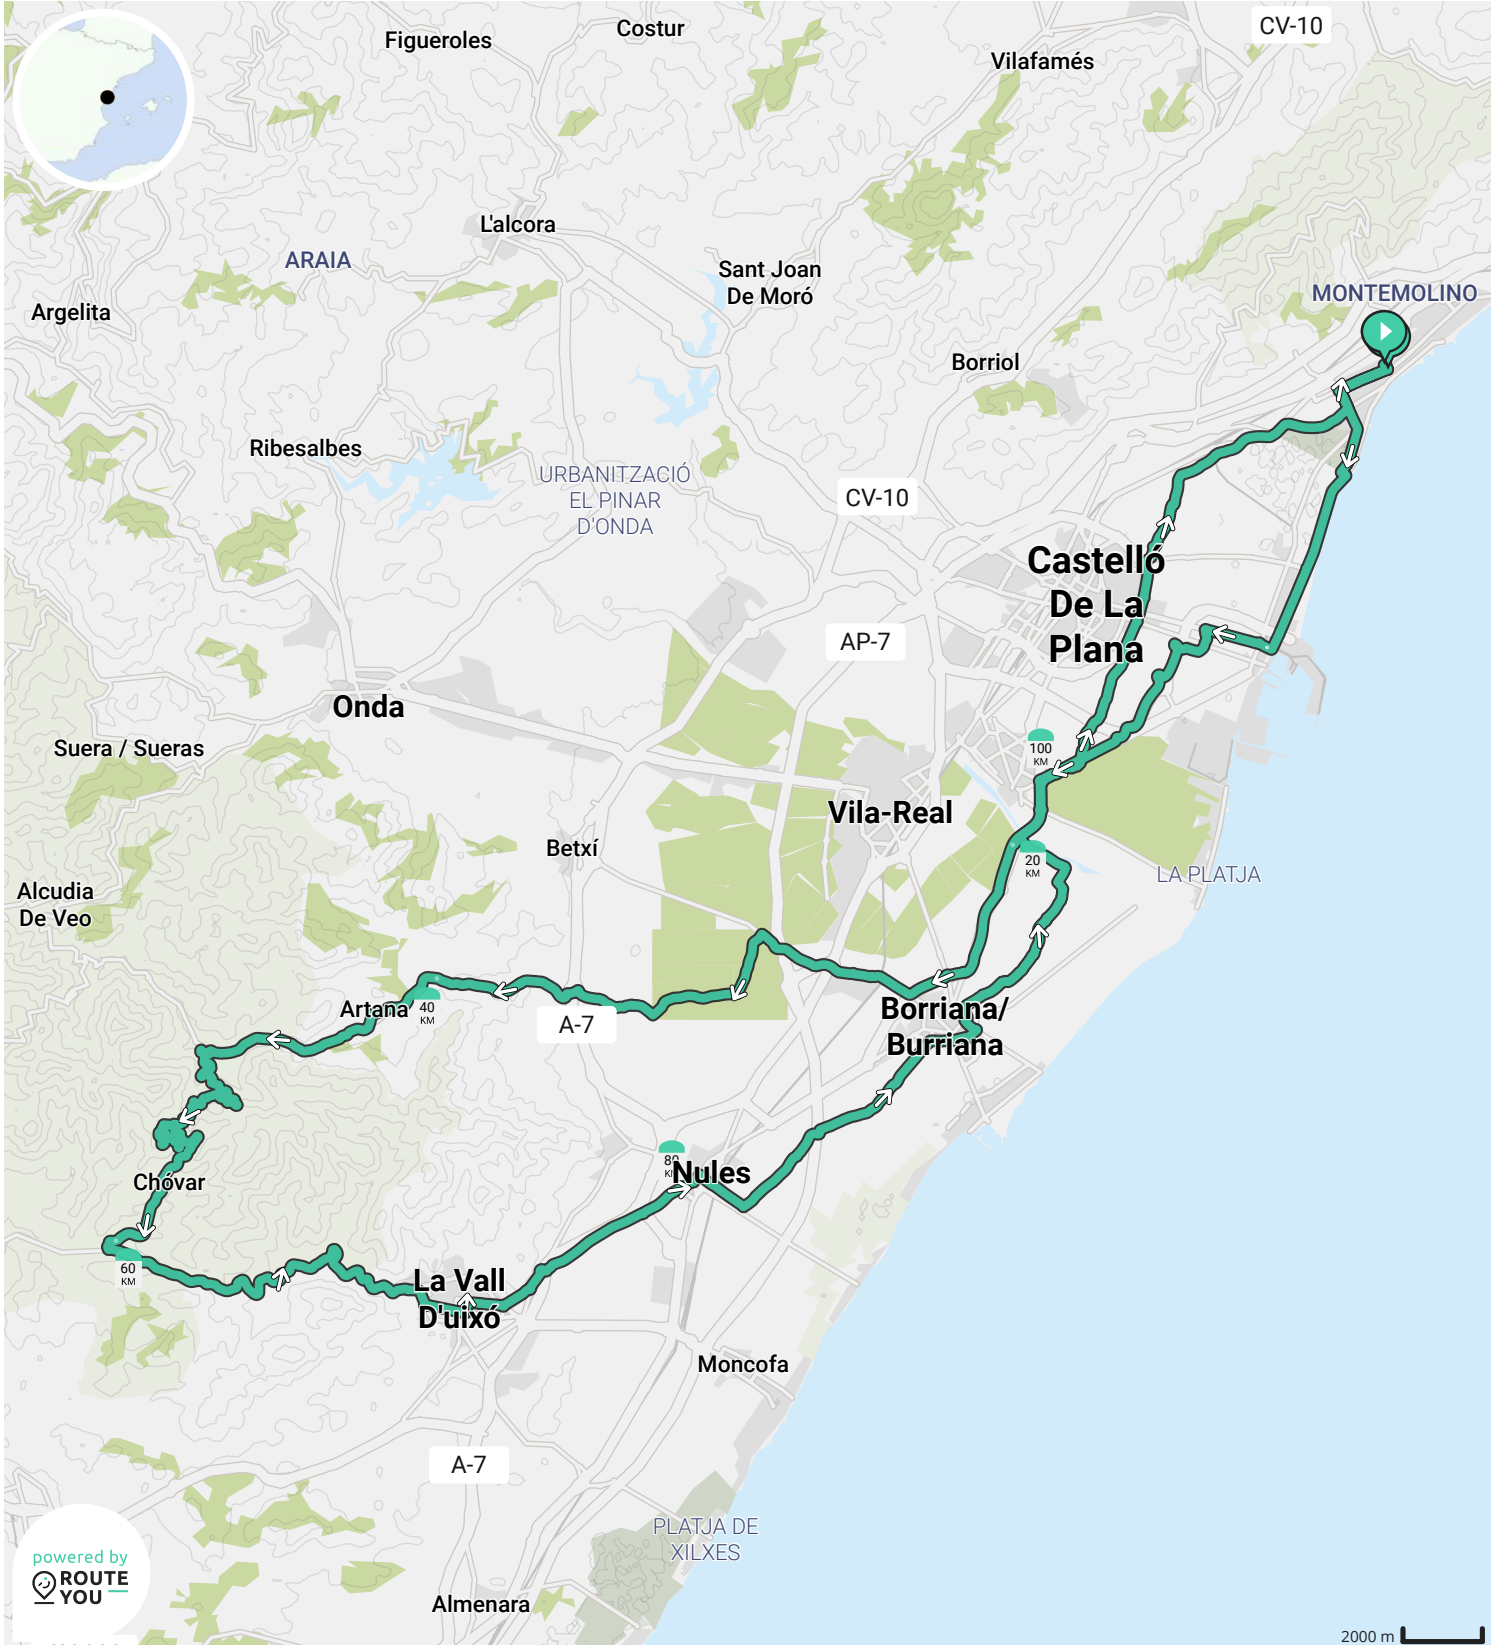 CV-10
Costur
Figueroles
Vilafamés
L'alcora
ARAIA
Sant Joan
De Moró
MONTEMOLINO
Argelita
Borriol
Ribesalbes
URBANITZACIÓ
EL PINAR
D'ONDA
CV-10
Castelló
De La
Plana
AP-7
Onda
Suera / Sueras
100
KM
Vila-Real
Betxí
20
KM
LA PLATJA
Alcudia
De Veo
Artana
40
KM
A-7
Borriana/
Burriana
80
Nules
Chóvar
60
KM
La Vall
D'uixó
Moncofa
A-7
PLATJA DE
XILXES
powered by
ROUTE
YOU
Almenara
2000 m